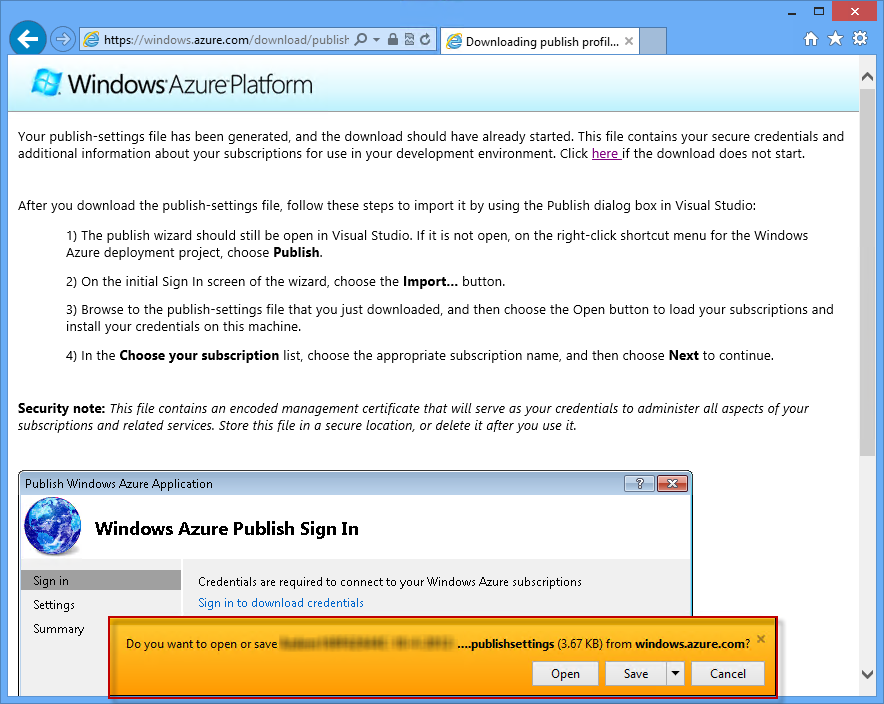 https://windows.azure.com/download/publish
Downloading publish profil...
Windows Azure Platform
Your publish-settings file has been generated, and the download should have already started. This file contains your secure credentials and
additional information about your subscriptions for use in your development environment. Click here if the download does not start.
After you download the publish-settings file, follow these steps to import it by using the Publish dialog box in Visual Studio:
1) The publish wizard should still be open in Visual Studio. If it is not open, on the right-click shortcut menu for the Windows
Azure deployment project, choose Publish.
2) On the initial Sign In screen of the wizard, choose the Import... button.
3) Browse to the publish-settings file that you just downloaded, and then choose the Open button to load your subscriptions and
install your credentials on this machine.
4) In the Choose your subscription list, choose the appropriate subscription name, and then choose Next to continue.
Security note: This file contains an encoded management certificate that will serve as your credentials to administer all aspects of your
subscriptions and related services. Store this file in a secure location, or delete it after you use it.
Publish Windows Azure Application
Windows Azure Publish Sign In
Sign in
Credentials are required to connect to your Windows Azure subscriptions
Settings
Sign in to download credentials
Summary
Do you want to open or save ....publishsettings (3.67 KB) from windows.azure.com?
Open Save Cancel